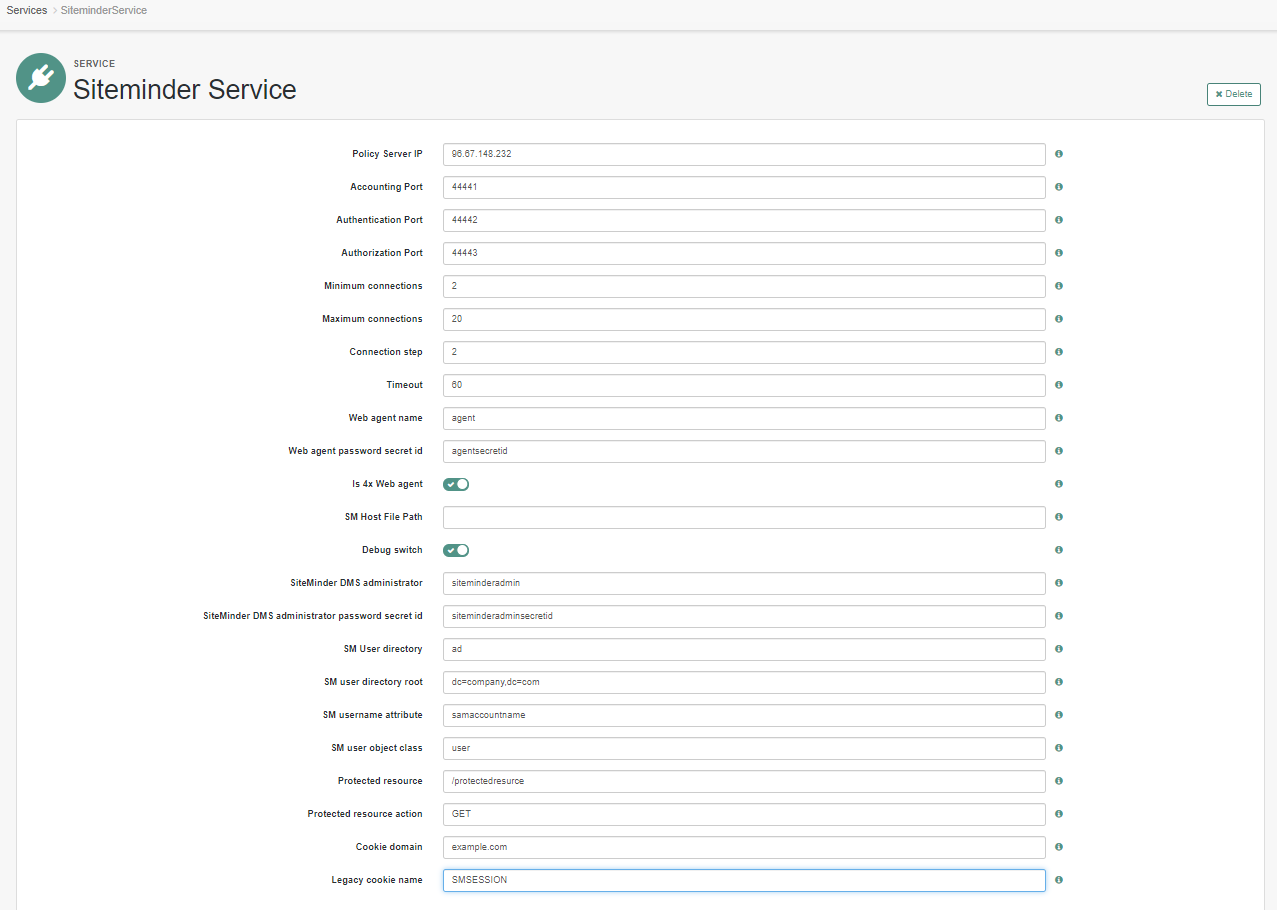 Services > SiteminderService
SERVICE
Siteminder Service
✖ Delete
Policy Server IP 96.67.148.232
Accounting Port 44441
Authentication Port 44442
Authorization Port 44443
Minimum connections 2
Maximum connections 20
Connection step 2
Timeout 60
Web agent name agent
Web agent password secret id agentsecretid
Is 4x Web agent
SM Host File Path
Debug switch
SiteMinder DMS administrator siteminderadmin
SiteMinder DMS administrator password secret id siteminderadminsecretid
SM User directory ad
SM user directory root dc=company,dc=com
SM username attribute samaccountname
SM user object class user
Protected resource /protectedresurce
Protected resource action GET
Cookie domain example.com
Legacy cookie name SMSESSION